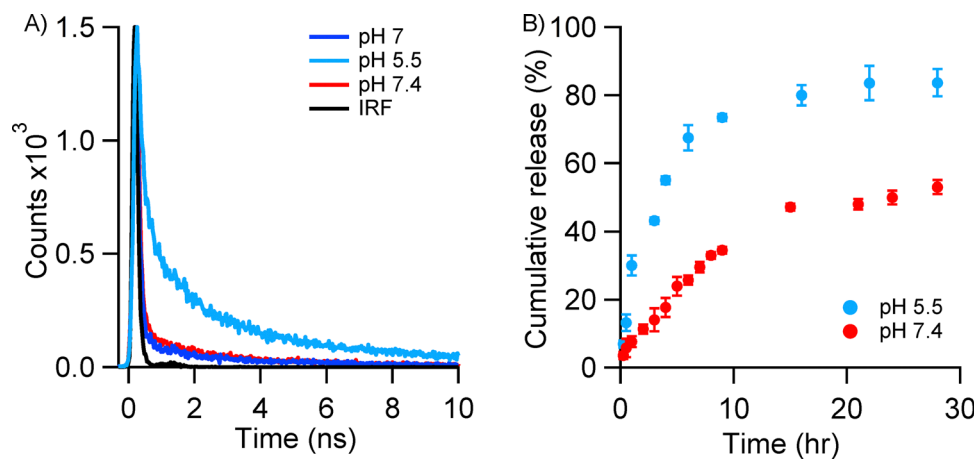 A)
Counts x10³
1.5
1.0
0.5
0.0
0 2 4 6 8 10
Time (ns)
pH 7
pH 5.5
pH 7.4
IRF
B)
Cumulative release (%)
100
80
60
40
20
0
0 10 20 30
Time (hr)
pH 5.5
pH 7.4